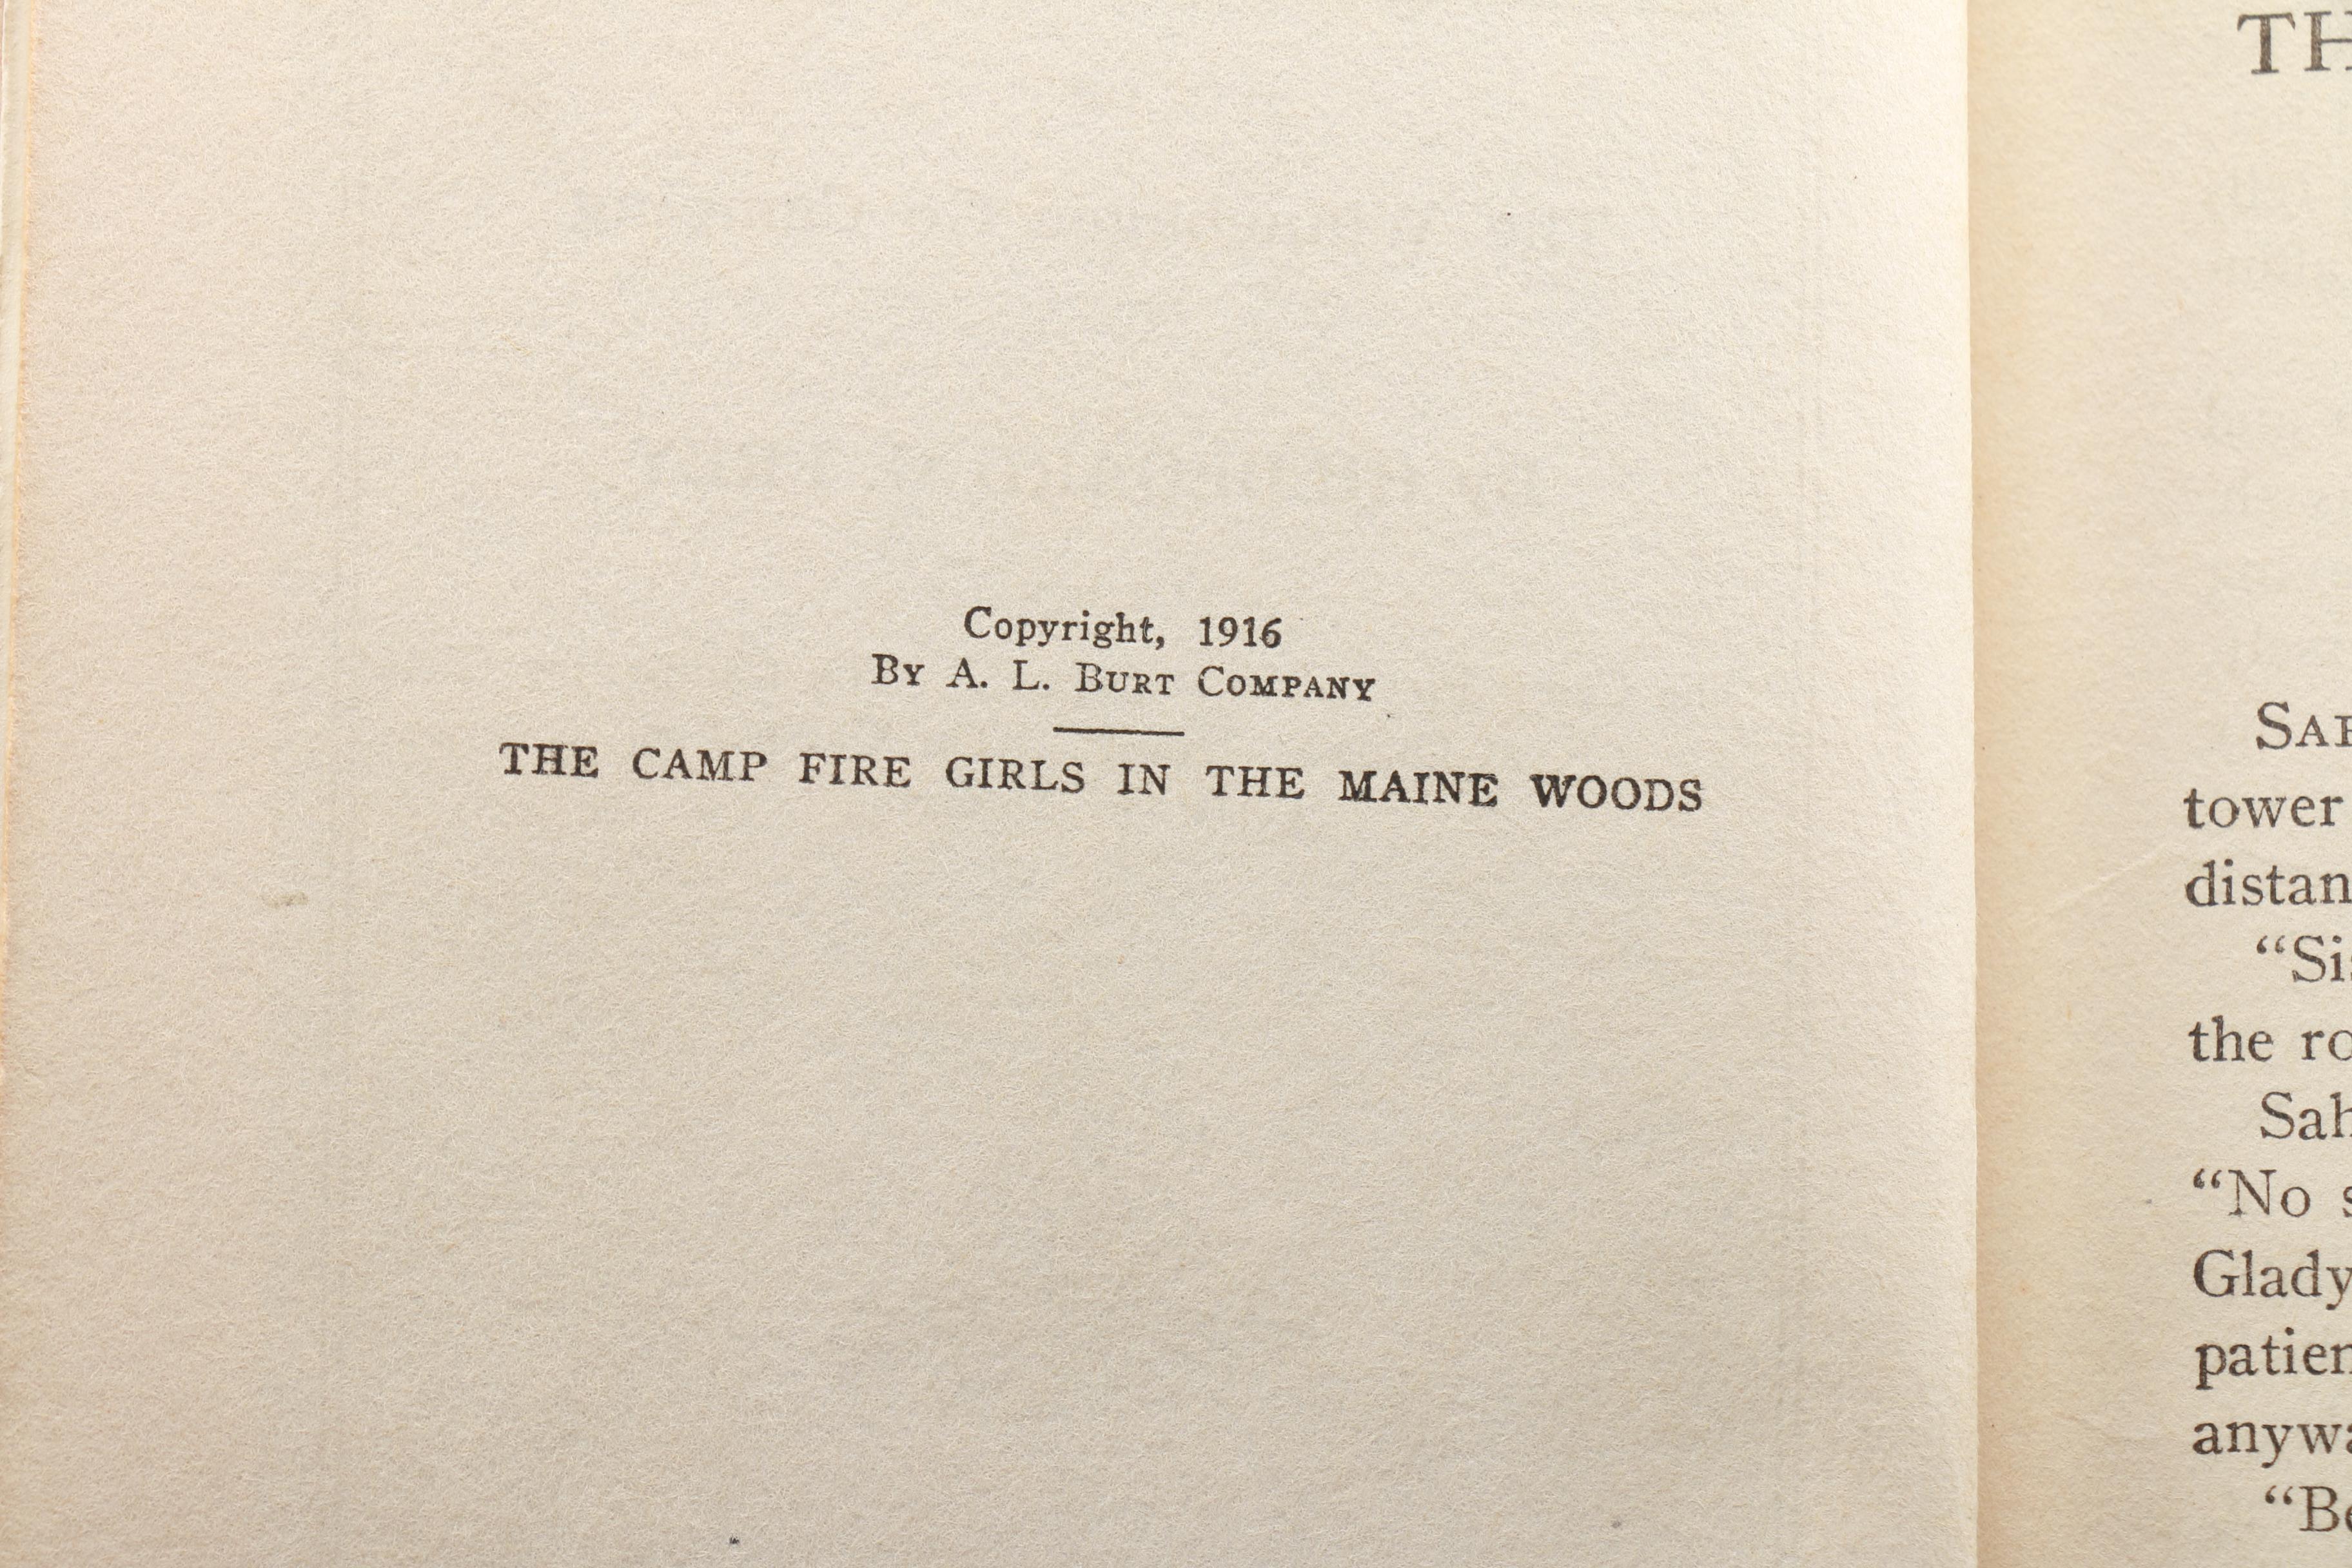 Copyright, 1916
By A. L. Burt Company
THE CAMP FIRE GIRLS IN THE MAINE WOODS
TH
tower
distan
“Si
the ro
Sah
“No s
Glady
patien
anywa
“Be